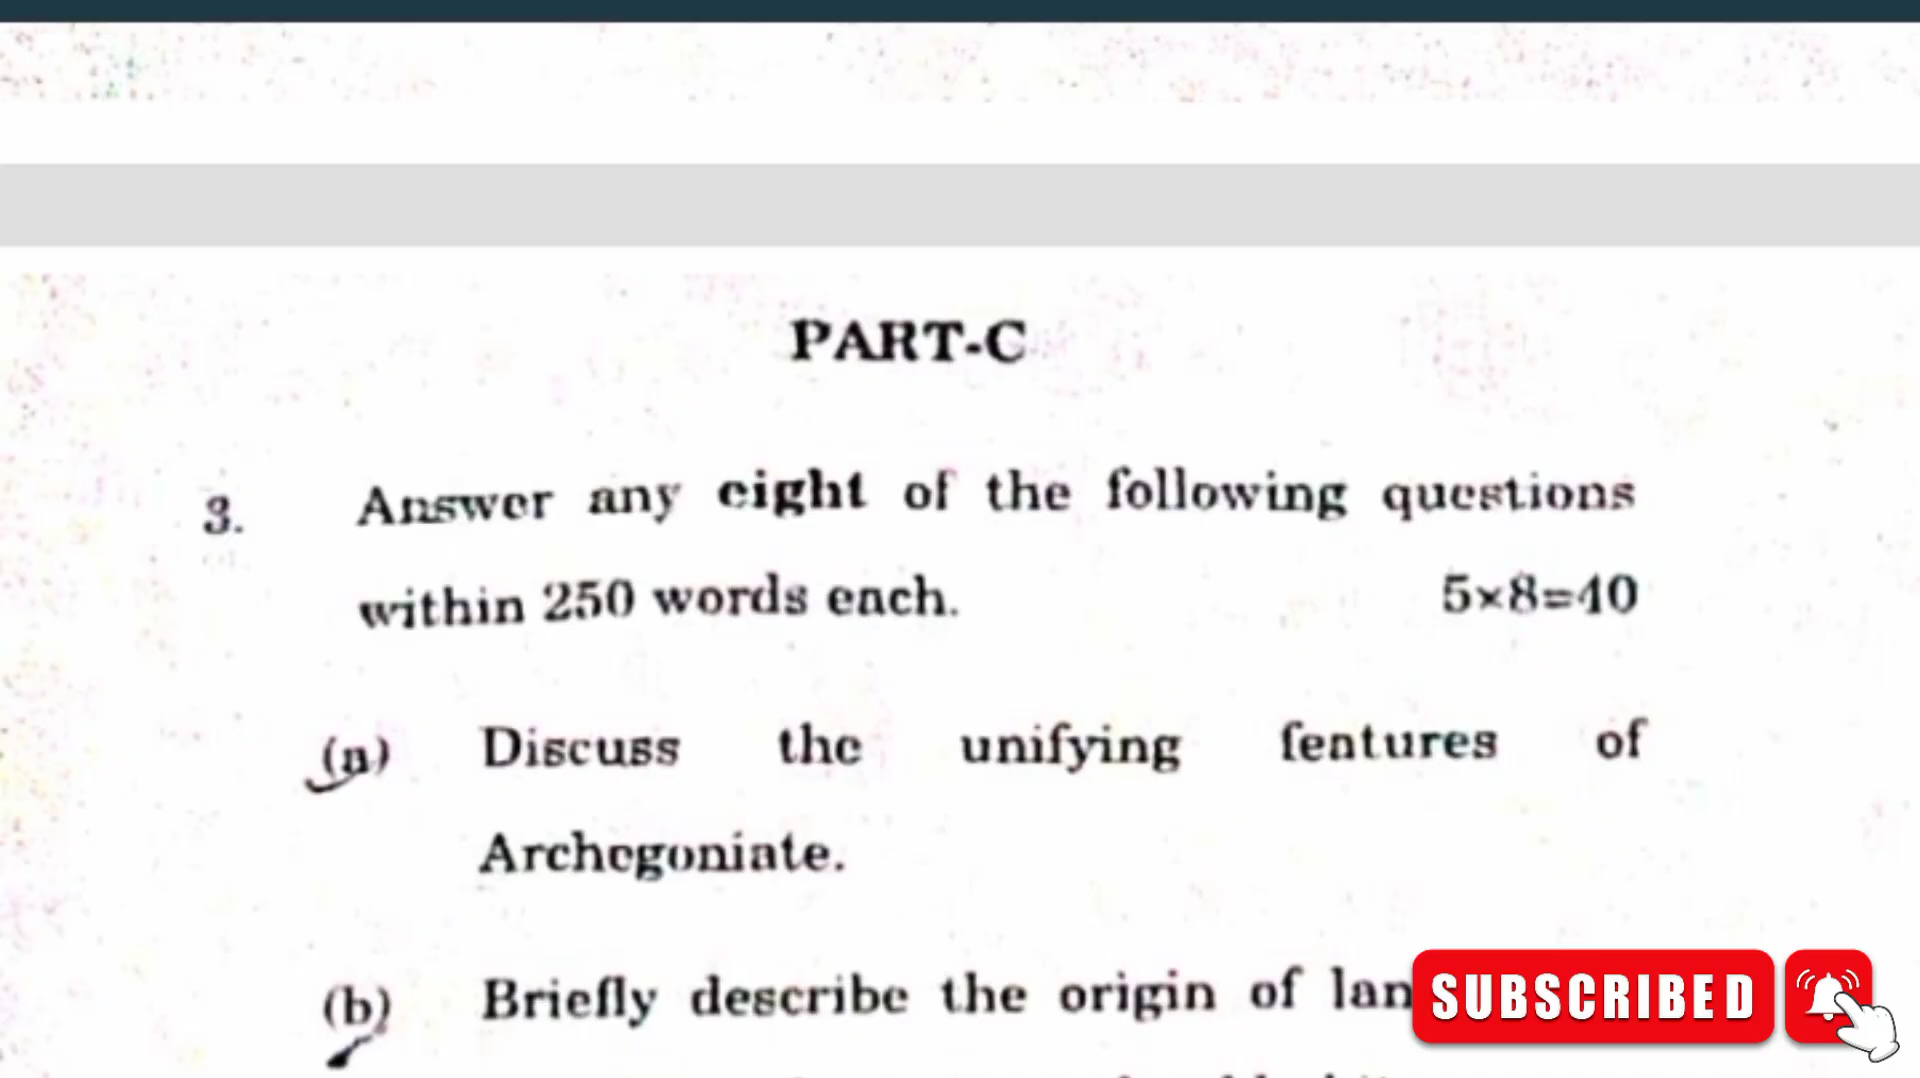 PART-C
3. Answer any eight of the following questions
within 250 words each. 5×8=40
(a) Discuss the unifying features of
Archegoniate.
(b) Briefly describe the origin of
SUBSCRIBED